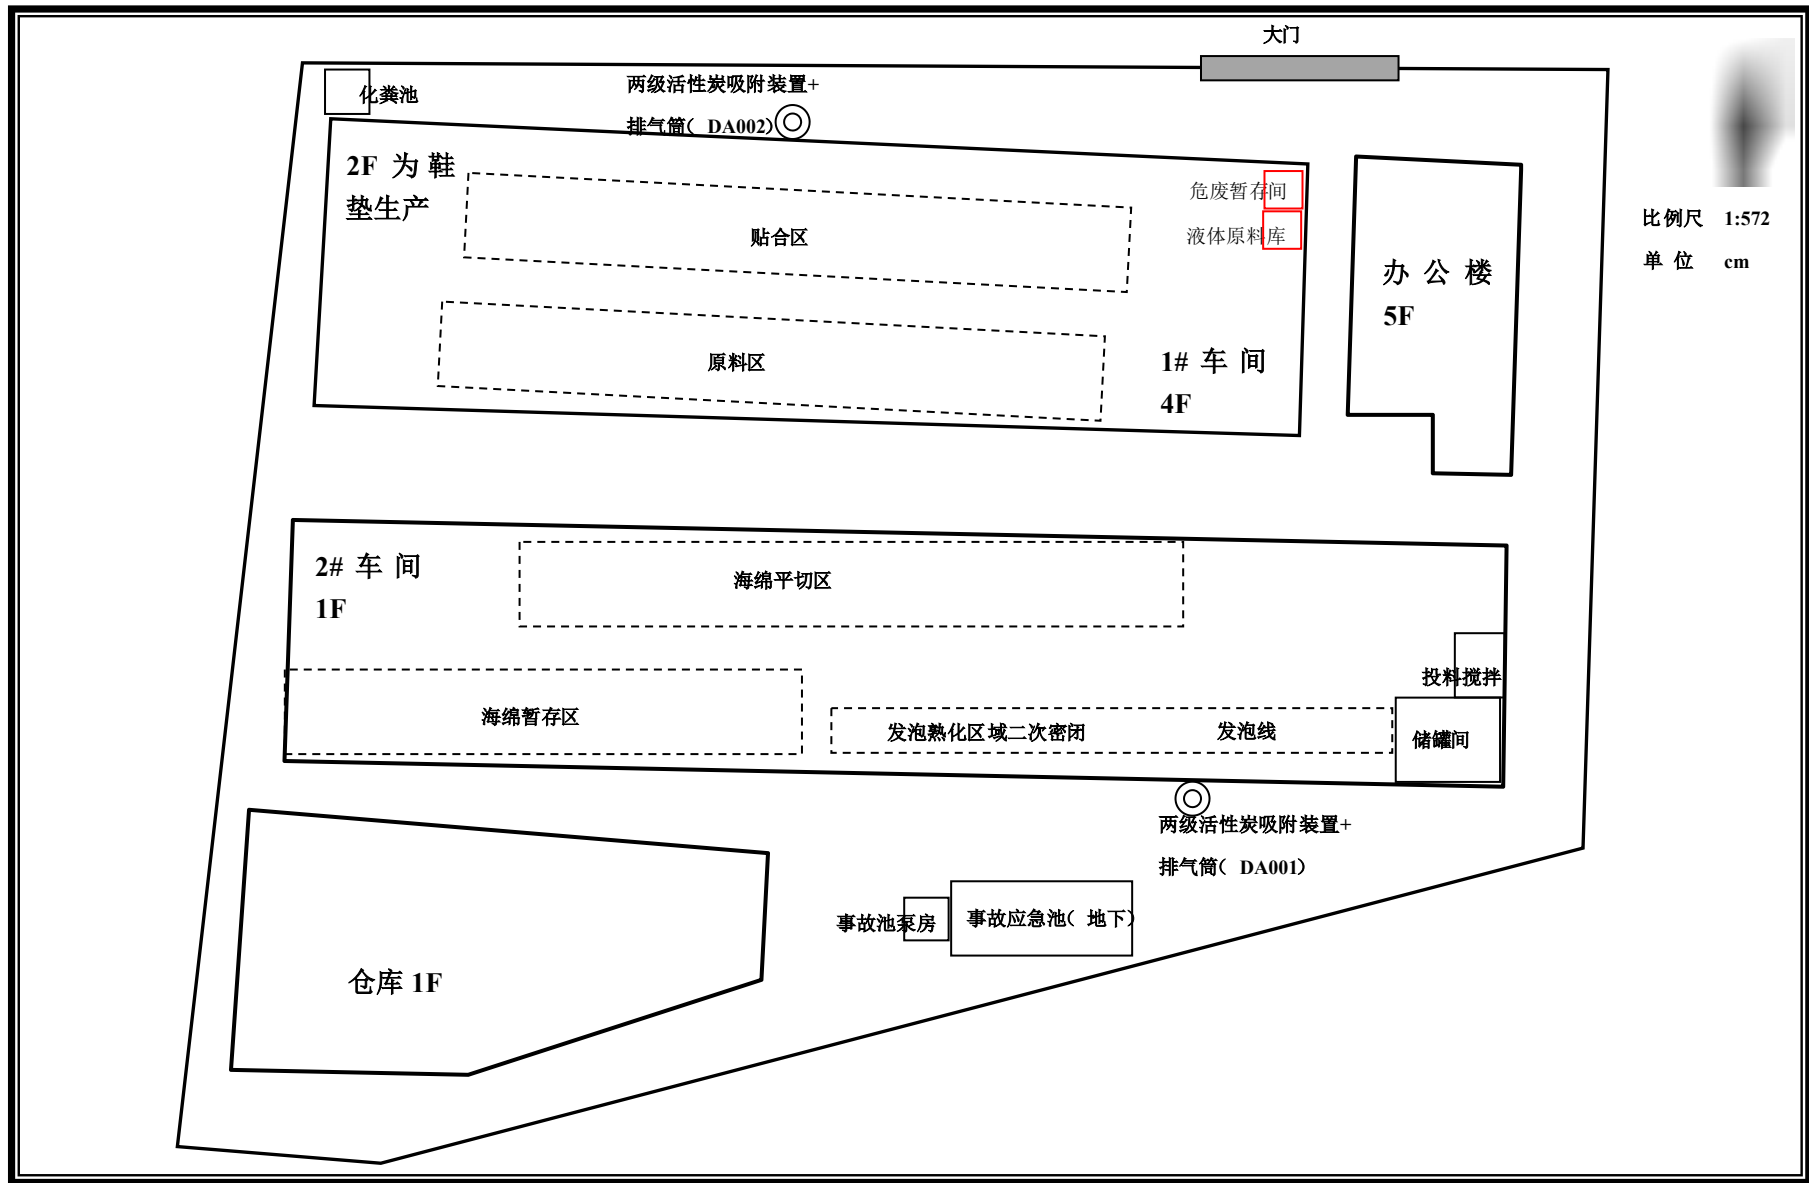 大门
化粪池
两级活性炭吸附装置+
排气筒( DA002)
2F 为 鞋
垫生产
贴合区
危废暂存间
液体原料库
原料区
1# 车 间
4F
办 公 楼
5F
比例尺 1:572
单 位 cm
2# 车 间
1F
海绵平切区
投料搅拌
海绵暂存区
发泡熟化区域二次密闭
发泡线
储罐间
两级活性炭吸附装置+
排气筒( DA001)
事故池泵房
事故应急池( 地下)
仓库 1F